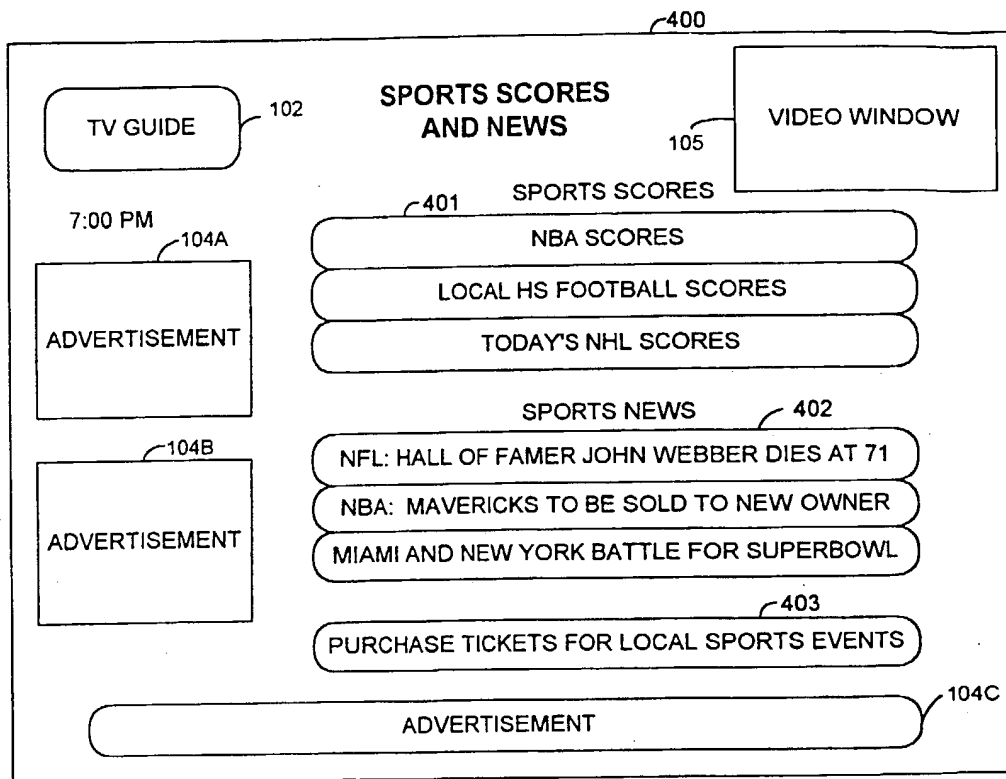 400
TV GUIDE
102
SPORTS SCORES
AND NEWS
VIDEO WINDOW
105
7:00 PM
SPORTS SCORES
401
NBA SCORES
LOCAL HS FOOTBALL SCORES
TODAY'S NHL SCORES
104A
ADVERTISEMENT
SPORTS NEWS
402
NFL: HALL OF FAMER JOHN WEBBER DIES AT 71
NBA: MAVERICKS TO BE SOLD TO NEW OWNER
MIAMI AND NEW YORK BATTLE FOR SUPERBOWL
104B
ADVERTISEMENT
403
PURCHASE TICKETS FOR LOCAL SPORTS EVENTS
ADVERTISEMENT
104C